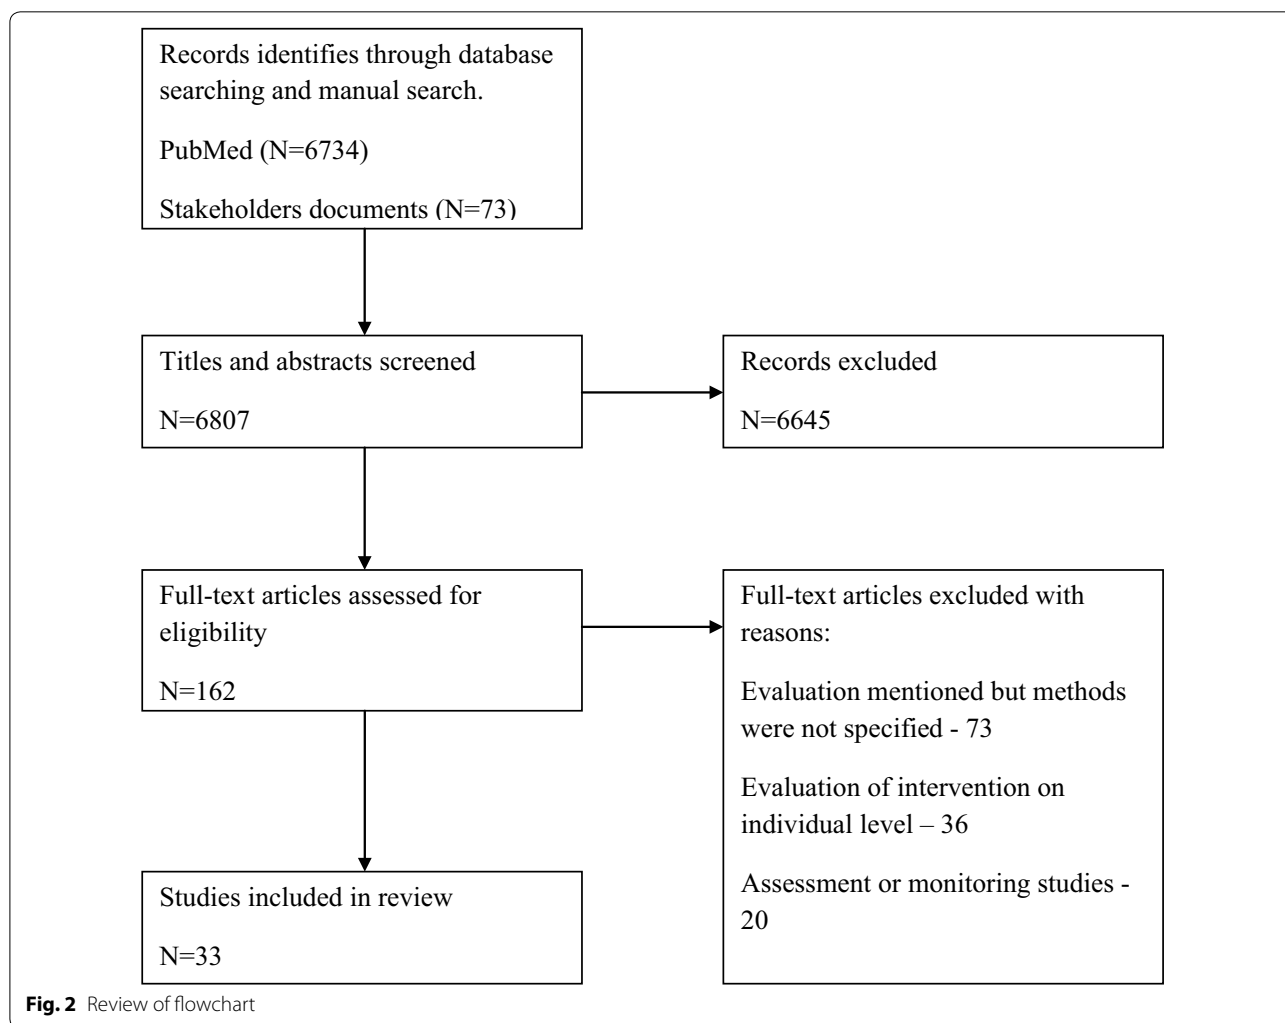 Records identifies through database
searching and manual search.
PubMed (N=6734)
Stakeholders documents (N=73)
Titles and abstracts screened
N=6807
Records excluded
N=6645
Full-text articles assessed for
eligibility
N=162
Full-text articles excluded with
reasons:
Evaluation mentioned but methods
were not specified - 73
Evaluation of intervention on
individual level – 36
Assessment or monitoring studies -
20
Studies included in review
N=33
Fig. 2 Review of flowchart